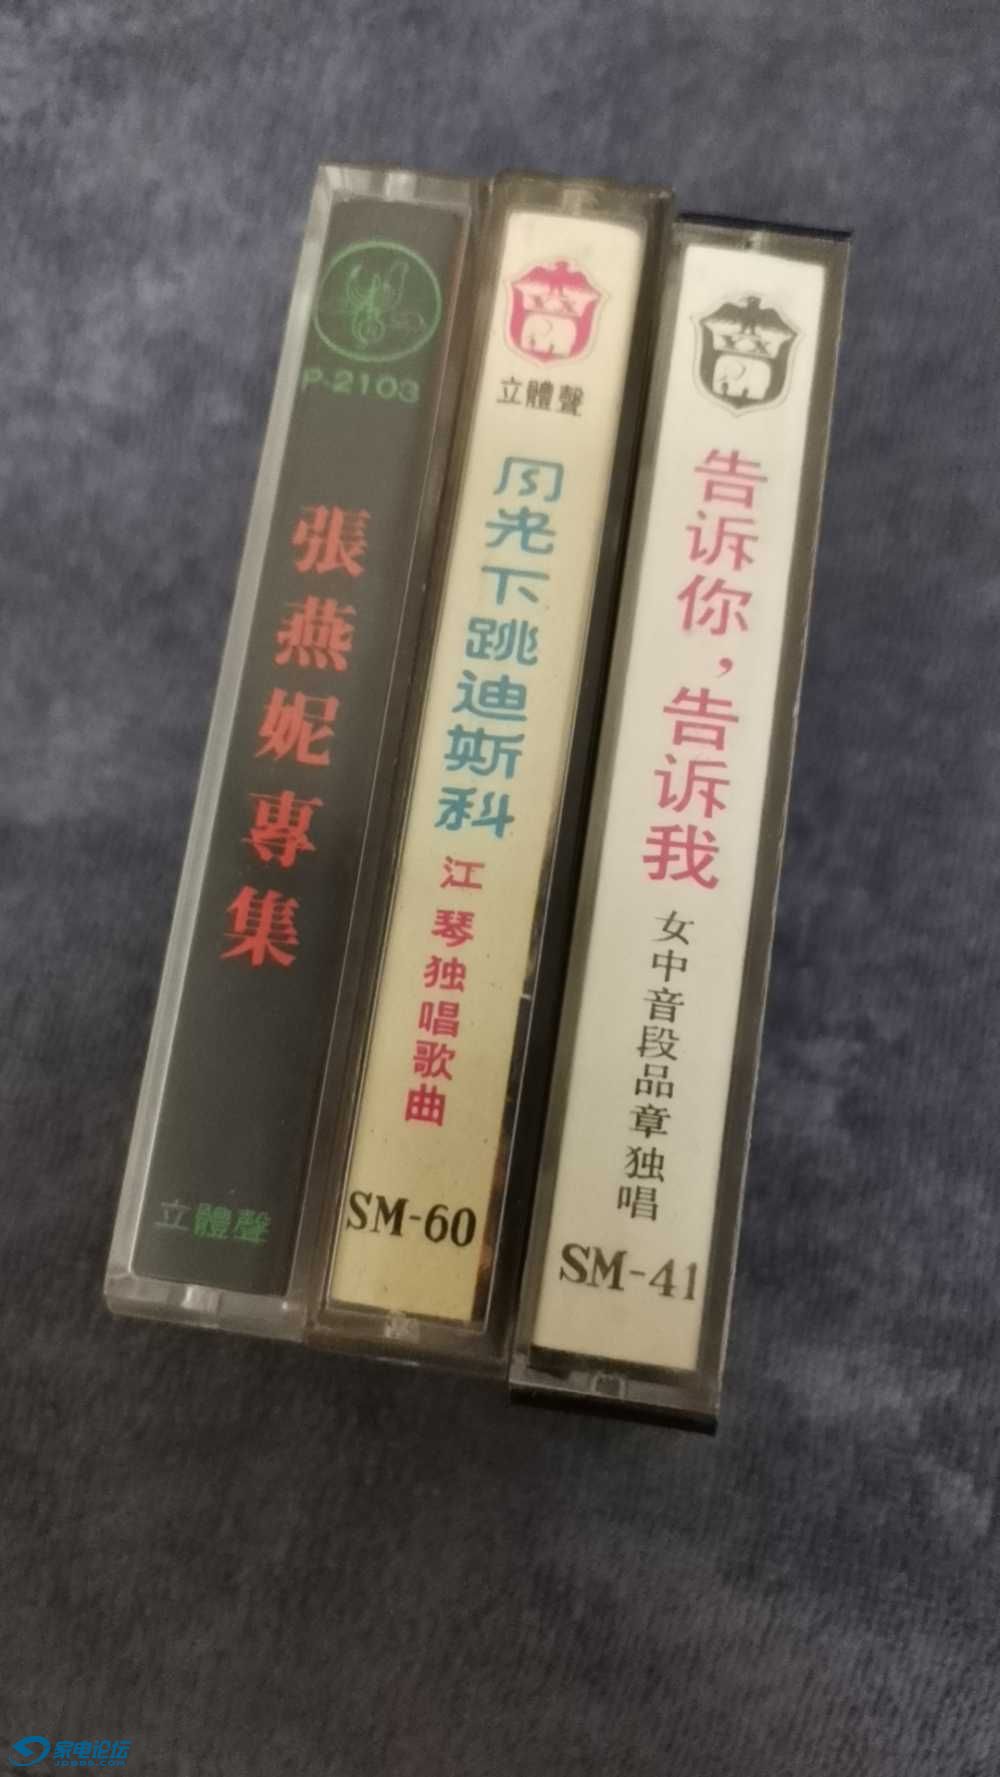 P-2103
張燕妮專集
立體聲
立體聲
月光下跳迪斯科
江琴独唱歌曲
SM-60
告诉你，告诉我
女中音段品章独唱
SM-41
家电论坛
JDBBS.COM